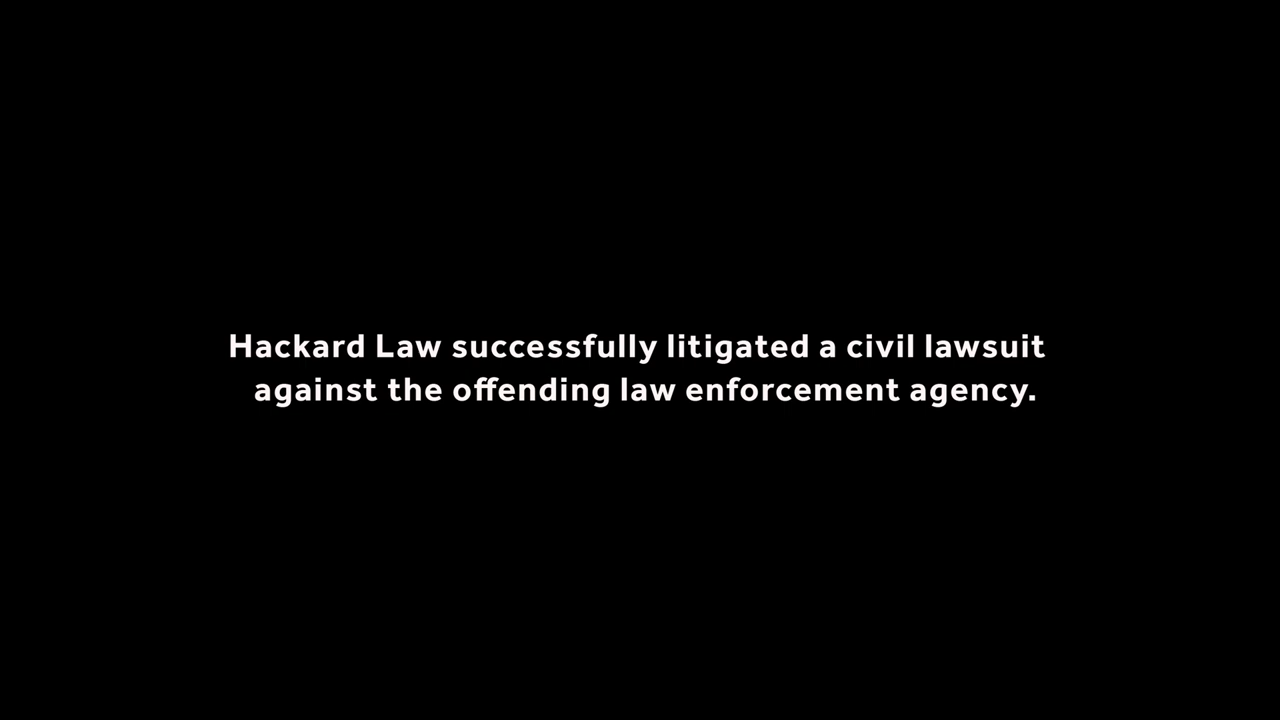 Hackard Law successfully litigated a civil lawsuit
against the offending law enforcement agency.